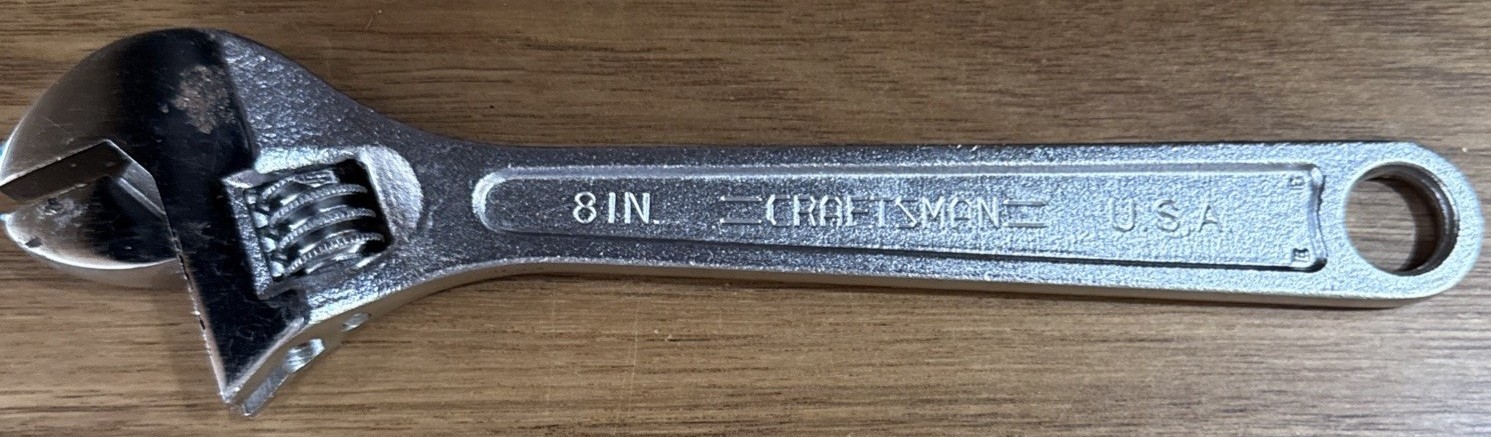 8 IN. CRAFTSMAN U.S.A.